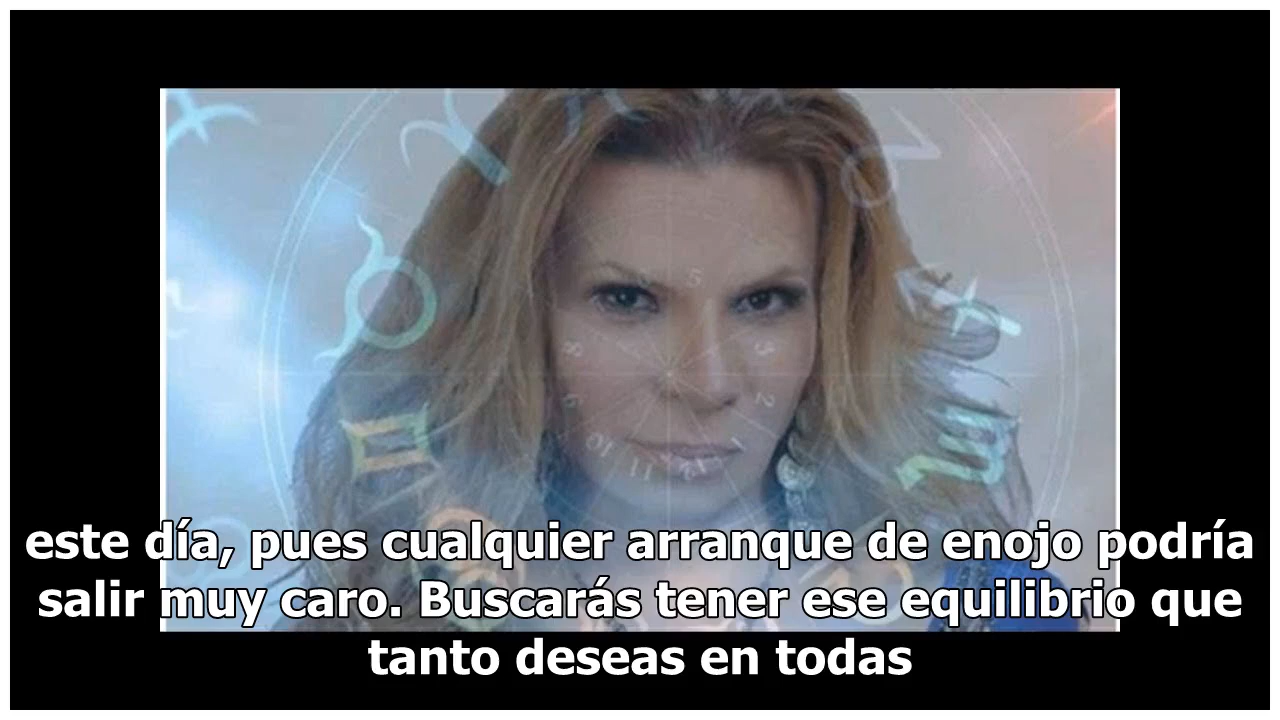 este día, pues cualquier arranque de enojo podría
salir muy caro. Buscarás tener ese equilibrio que
tanto deseas en todas